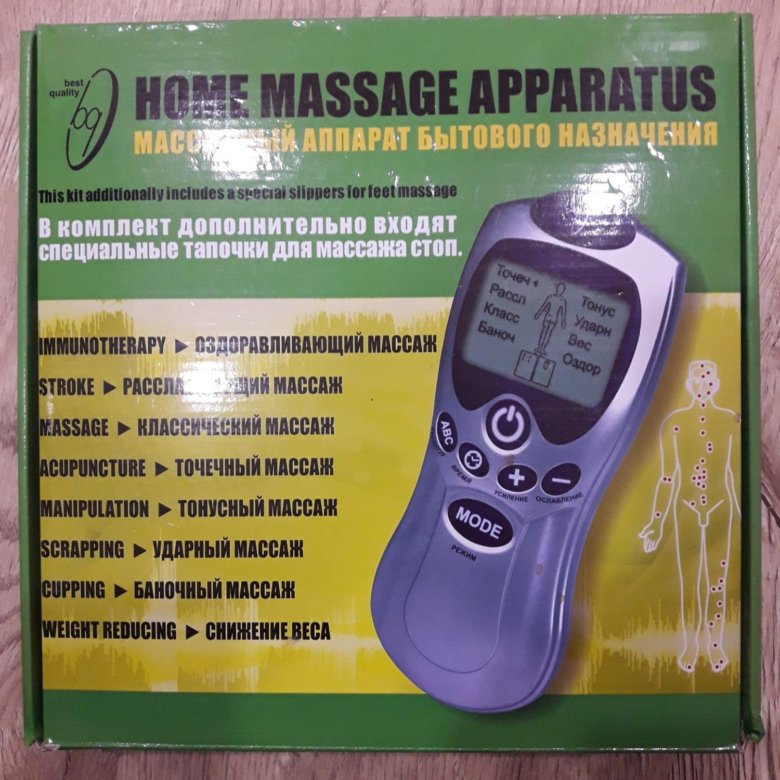 best
quality
bq
HOME MASSAGE APPARATUS
АППАРАТ БЫТОВОГО НАЗНАЧЕНИЯ
This kit additionally includes a special slippers for feet massage
В комплект дополнительно входят
специальные тапочки для массажа стоп.
Точеч
Рассл
Класс
Баноч
Тонус
Ударн
Вес
Оздор
ABC
ВРЕМЯ
+
УСИЛЕНИЕ
−
ОСЛАБЛЕНИЕ
MODE
РЕЖИМ
IMMUNOTHERAPY ► ОЗДОРАВЛИВАЮЩИЙ МАССАЖ
STROKE ► РАССЛАБЛЯЮЩИЙ МАССАЖ
MASSAGE ► КЛАССИЧЕСКИЙ МАССАЖ
ACUPUNCTURE ► ТОЧЕЧНЫЙ МАССАЖ
MANIPULATION ► ТОНУСНЫЙ МАССАЖ
SCRAPPING ► УДАРНЫЙ МАССАЖ
CUPPING ► БАНОЧНЫЙ МАССАЖ
WEIGHT REDUCING ► СНИЖЕНИЕ ВЕСА